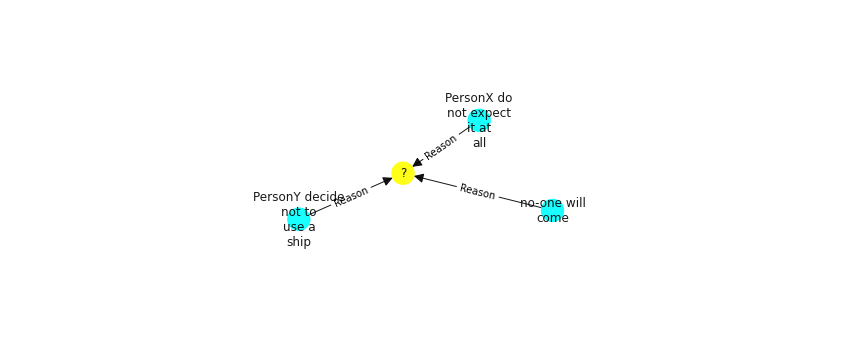 PersonX do
not expect
it at
all
Reason
?
PersonY decide
not to
use a
ship
Reason
Reason
no-one will
come